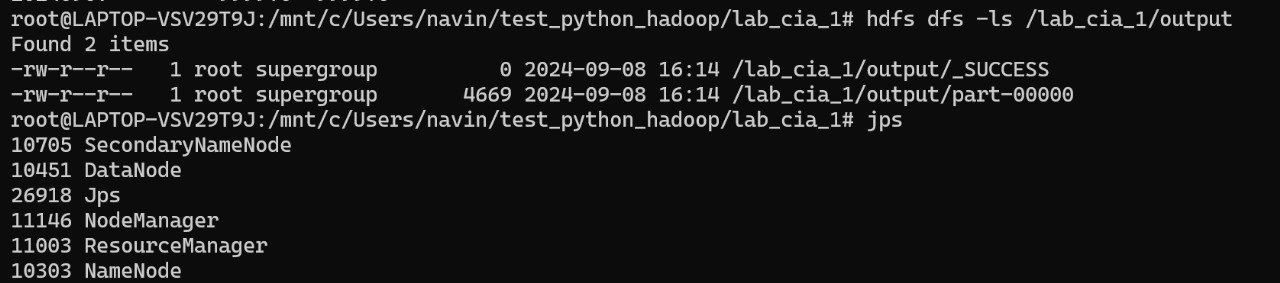 root@LAPTOP-VSV29T9J:/mnt/c/Users/navin/test_python_hadoop/lab_cia_1# hdfs dfs -ls /lab_cia_1/output
Found 2 items
-rw-r--r--   1 root supergroup          0 2024-09-08 16:14 /lab_cia_1/output/_SUCCESS
-rw-r--r--   1 root supergroup       4669 2024-09-08 16:14 /lab_cia_1/output/part-00000
root@LAPTOP-VSV29T9J:/mnt/c/Users/navin/test_python_hadoop/lab_cia_1# jps
10705 SecondaryNameNode
10451 DataNode
26918 Jps
11146 NodeManager
11003 ResourceManager
10303 NameNode